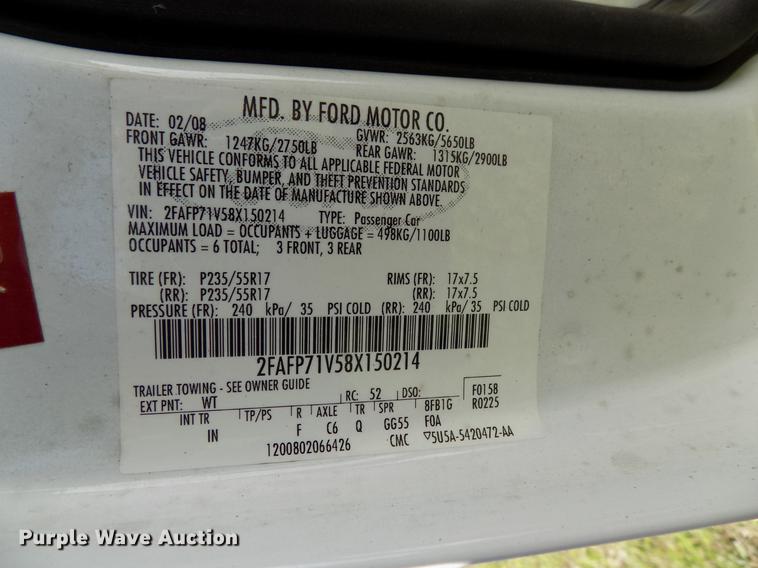 MFD. BY FORD MOTOR CO.
DATE: 02/08 GVWR: 2563KG/5650LB
FRONT GAWR: 1247KG/2750LB REAR GAWR: 1315KG/2900LB
THIS VEHICLE CONFORMS TO ALL APPLICABLE FEDERAL MOTOR
VEHICLE SAFETY, BUMPER, AND THEFT PREVENTION STANDARDS
IN EFFECT ON THE DATE OF MANUFACTURE SHOWN ABOVE.
VIN: 2FAFP71V58X150214 TYPE: Passenger Car
MAXIMUM LOAD = OCCUPANTS + LUGGAGE = 498KG/1100LB
OCCUPANTS = 6 TOTAL; 3 FRONT, 3 REAR
TIRE (FR): P235/55R17 RIMS (FR): 17x7.5
(RR): P235/55R17 (RR): 17x7.5
PRESSURE (FR): 240 kPa/ 35 PSI COLD (RR): 240 kPa/ 35 PSI COLD
2FAFP71V58X150214
TRAILER TOWING - SEE OWNER GUIDE
EXT PNT: WT RC: 52 DSO: F0158
INT TR TP/PS R AXLE TR SPR 8FB1G R0225
IN F C6 Q GG55 FOA
1200802066426 CMC ▽5U5A-5420472-AA
Purple Wave Auction